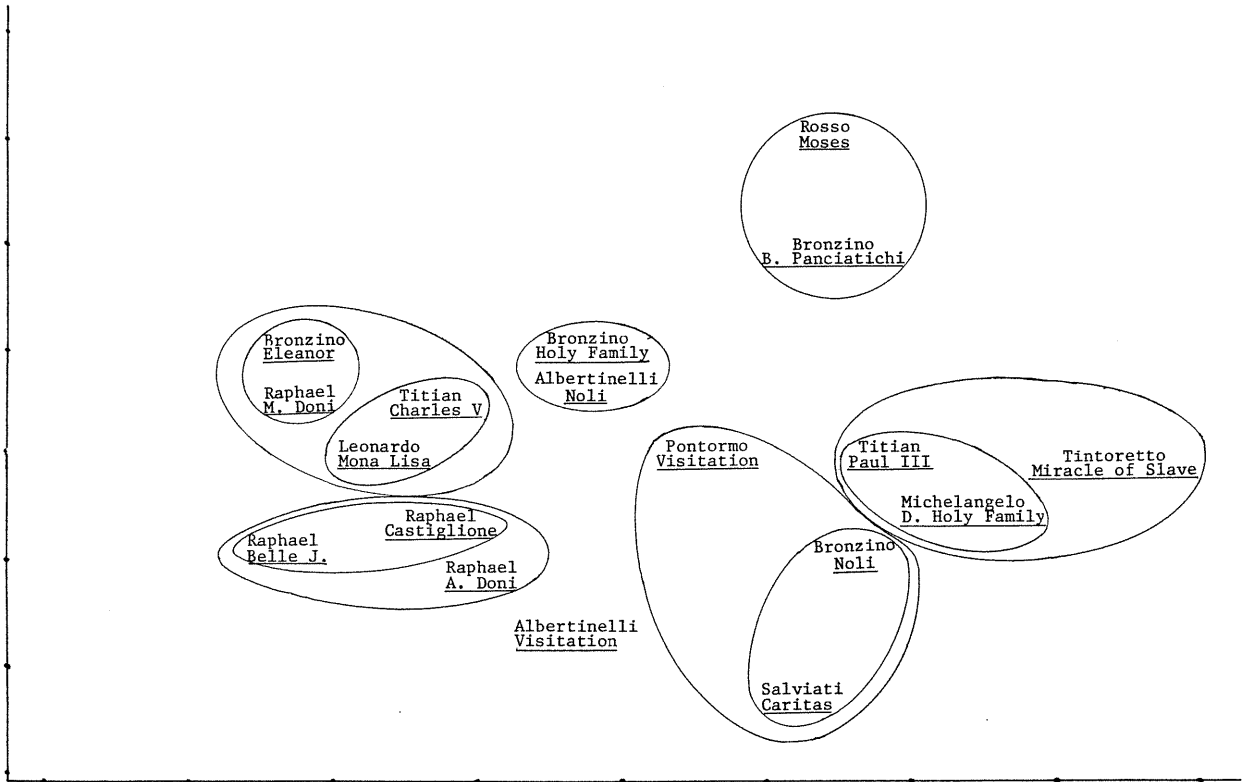 Rosso
Moses
Bronzino
B. Panciatichi
Bronzino
Eleanor
Raphael
M. Doni
Titian
Charles V
Leonardo
Mona Lisa
Bronzino
Holy Family
Albertinelli
Noli
Pontormo
Visitation
Titian
Paul III
Tintoretto
Miracle of Slave
Michelangelo
D. Holy Family
Raphael
Castiglione
Raphael
Belle J.
Raphael
A. Doni
Bronzino
Noli
Albertinelli
Visitation
Salviati
Caritas